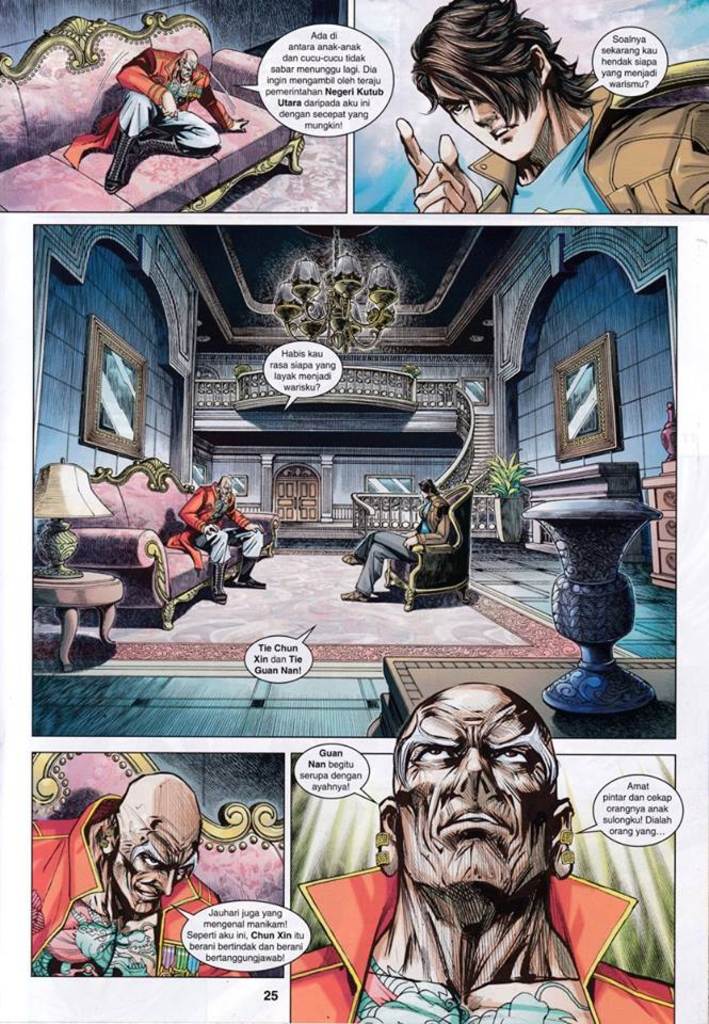 Ada di
antara anak-anak
dan cucu-cucu tidak
sabar menunggu lagi. Dia
ingin mengambil oleh teraju
pemerintahan Negeri Kutub
Utara daripada aku ini
dengan secepat yang
mungkin!
Soalnya
sekarang kau
hendak siapa
yang menjadi
warismu?
Habis kau
rasa siapa yang
layak menjadi
warisku?
Tie Chun
Xin dan Tie
Guan Nan!
Jauhari juga yang
mengenal manikam!
Seperti aku ini, Chun Xin itu
berani bertindak dan berani
bertanggungjawab!
Guan
Nan begitu
serupa dengan
ayahnya!
Amat
pintar dan cekap
orangnya anak
sulongku! Dialah
orang yang...
25